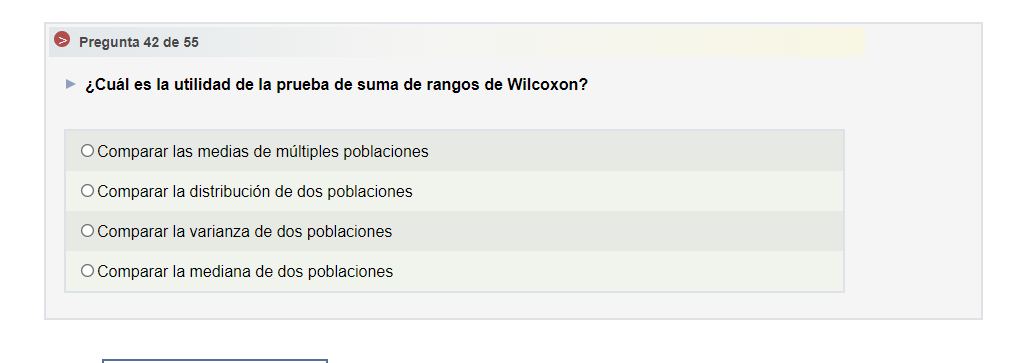 Pregunta 42 de 55
¿Cuál es la utilidad de la prueba de suma de rangos de Wilcoxon?
Comparar las medias de múltiples poblaciones
Comparar la distribución de dos poblaciones
Comparar la varianza de dos poblaciones
Comparar la mediana de dos poblaciones